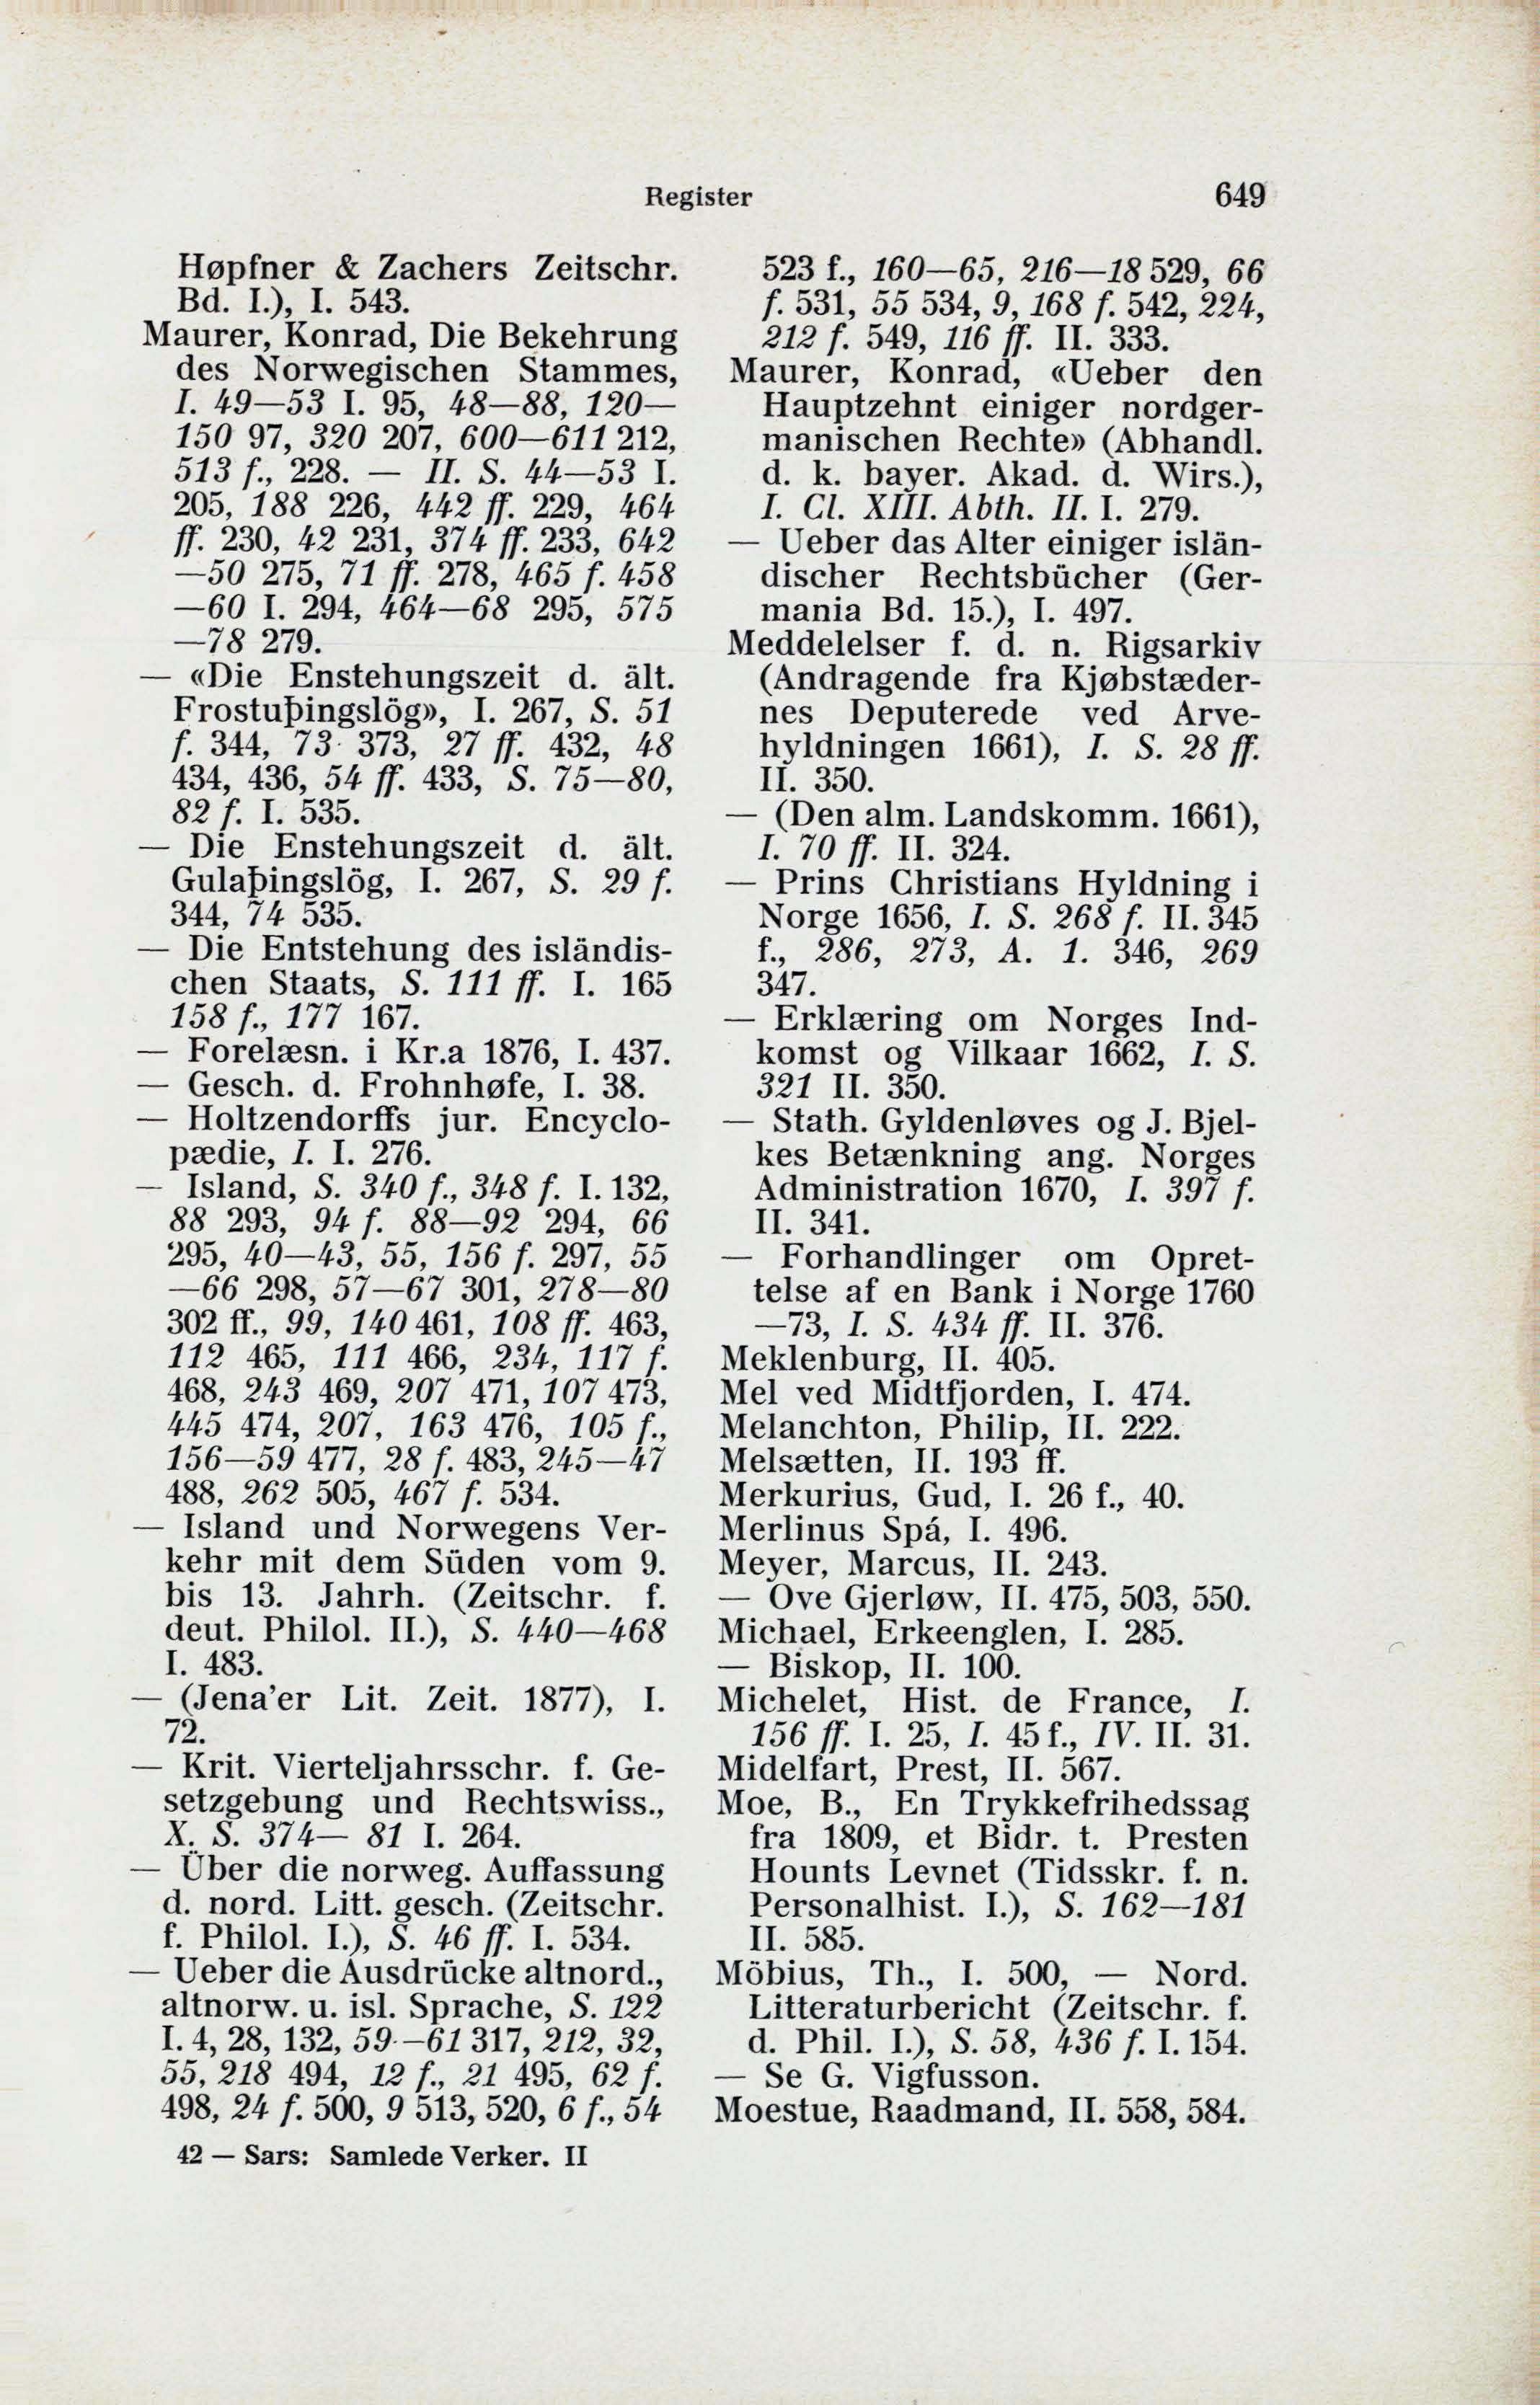 Register
649
Høpfner & Zachers Zeitschr.
Bd. I.), I. 543.
Maurer, Konrad, Die Bekehrung
des Norwegischen Stammes,
I. 49—53 I. 95, 48—88, 120—
150 97, 320 207, 600—611 212,
513 f., 228. — II. S. 44—53 I.
205, 188 226, 442 ff. 229, 464
ff. 230, 42 231, 374 ff. 233, 642
—50 275, 71 ff. 278, 465 f. 458
—60 I. 294, 464—68 295, 575
—78 279.
— «Die Enstehungszeit d. ält.
Frostuþingslög», I. 267, S. 51
f. 344, 73 373, 27 ff. 432, 48
434, 436, 54 ff. 433, S. 75—80,
82 f. I. 535.
— Die Enstehungszeit d. ält.
Gulaþingslög, I. 267, S. 29 f.
344, 74 535.
— Die Entstehung des isländis-
chen Staats, S. 111 ff. I. 165
158 f., 177 167.
— Forelæsn. i Kr.a 1876, I. 437.
— Gesch. d. Frohnhøfe, I. 38.
— Holtzendorffs jur. Encyclo-
pædie, I. I. 276.
— Island, S. 340 f., 348 f. I. 132,
88 293, 94 f. 88—92 294, 66
295, 40—43, 55, 156 f. 297, 55
—66 298, 57—67 301, 278—80
302 ff., 99, 140 461, 108 ff. 463,
112 465, 111 466, 234, 117 f.
468, 243 469, 207 471, 107 473,
445 474, 207, 163 476, 105 f.,
156—59 477, 28 f. 483, 245—47
488, 262 505, 467 f. 534.
— Island und Norwegens Ver-
kehr mit dem Süden vom 9.
bis 13. Jahrh. (Zeitschr. f.
deut. Philol. II.), S. 440—468
I. 483.
— (Jena'er Lit. Zeit. 1877), I.
72.
— Krit. Vierteljahrsschr. f. Ge-
setzgebung und Rechtswiss.,
X. S. 374— 81 I. 264.
— Über die norweg. Auffassung
d. nord. Litt. gesch. (Zeitschr.
f. Philol. I.), S. 46 ff. I. 534.
— Ueber die Ausdrücke altnord.,
altnorw. u. isl. Sprache, S. 122
I. 4, 28, 132, 59—61 317, 212, 32,
55, 218 494, 12 f., 21 495, 62 f.
498, 24 f. 500, 9 513, 520, 6 f., 54
42 — Sars: Samlede Verker. II
523 f., 160—65, 216—18 529, 66
f. 531, 55 534, 9, 168 f. 542, 224,
212 f. 549, 116 ff. II. 333.
Maurer, Konrad, «Ueber den
Hauptzehnt einiger nordger-
manischen Rechte» (Abhandl.
d. k. bayer. Akad. d. Wirs.),
I. Cl. XIII. Abth. II. I. 279.
— Ueber das Alter einiger islän-
discher Rechtsbücher (Ger-
mania Bd. 15.), I. 497.
Meddelelser f. d. n. Rigsarkiv
(Andragende fra Kjøbstæder-
nes Deputerede ved Arve-
hyldningen 1661), I. S. 28 ff.
II. 350.
— (Den alm. Landskomm. 1661),
I. 70 ff. II. 324.
— Prins Christians Hyldning i
Norge 1656, I. S. 268 f. II. 345
f., 286, 273, A. 1. 346, 269
347.
— Erklæring om Norges Ind-
komst og Vilkaar 1662, I. S.
321 II. 350.
— Stath. Gyldenløves og J. Bjel-
kes Betænkning ang. Norges
Administration 1670, I. 397 f.
II. 341.
— Forhandlinger om Opret-
telse af en Bank i Norge 1760
—73, I. S. 434 ff. II. 376.
Meklenburg, II. 405.
Mel ved Midtfjorden, I. 474.
Melanchton, Philip, II. 222.
Melsætten, II. 193 ff.
Merkurius, Gud, I. 26 f., 40.
Merlinus Spá, I. 496.
Meyer, Marcus, II. 243.
— Ove Gjerløw, II. 475, 503, 550.
Michael, Erkeenglen, I. 285.
— Biskop, II. 100.
Michelet, Hist. de France, I.
156 ff. I. 25, I. 45 f., IV. II. 31.
Midelfart, Prest, II. 567.
Moe, B., En Trykkefrihedssag
fra 1809, et Bidr. t. Presten
Hounts Levnet (Tidsskr. f. n.
Personalhist. I.), S. 162—181
II. 585.
Möbius, Th., I. 500, — Nord.
Litteraturbericht (Zeitschr. f.
d. Phil. I.), S. 58, 436 f. I. 154.
— Se G. Vigfusson.
Moestue, Raadmand, II. 558, 584.